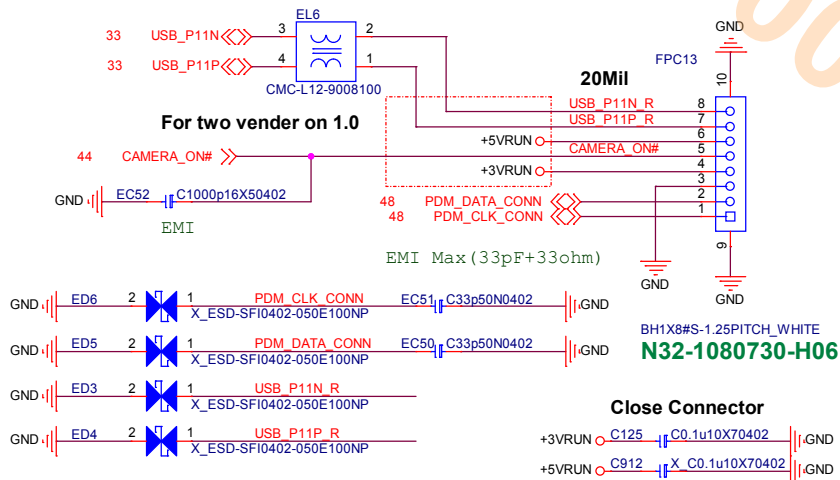 EL6
GND
33 USB_P11N 3 2
FPC13
33 USB_P11P 4 1
10
CMC-L12-9008100
20Mil
USB_P11N_R 8
For two vender on 1.0
USB_P11P_R 7
+5VRUN 6
44 CAMERA_ON# CAMERA_ON# 5
+3VRUN 4
3
GND EC52 C1000p16X50402
48 PDM_DATA_CONN 2
48 PDM_CLK_CONN 1
EMI
9
EMI Max(33pF+33ohm)
GND
GND
GND ED6 2 1 PDM_CLK_CONN EC51 C33p50N0402 GND
X_ESD-SFI0402-050E100NP
BH1X8#S-1.25PITCH_WHITE
GND ED5 2 1 PDM_DATA_CONN EC50 C33p50N0402 GND
N32-1080730-H06
X_ESD-SFI0402-050E100NP
GND ED3 2 1 USB_P11N_R
X_ESD-SFI0402-050E100NP
Close Connector
GND ED4 2 1 USB_P11P_R
X_ESD-SFI0402-050E100NP
+3VRUN C125 C0.1u10X70402 GND
+5VRUN C912 X_C0.1u10X70402 GND